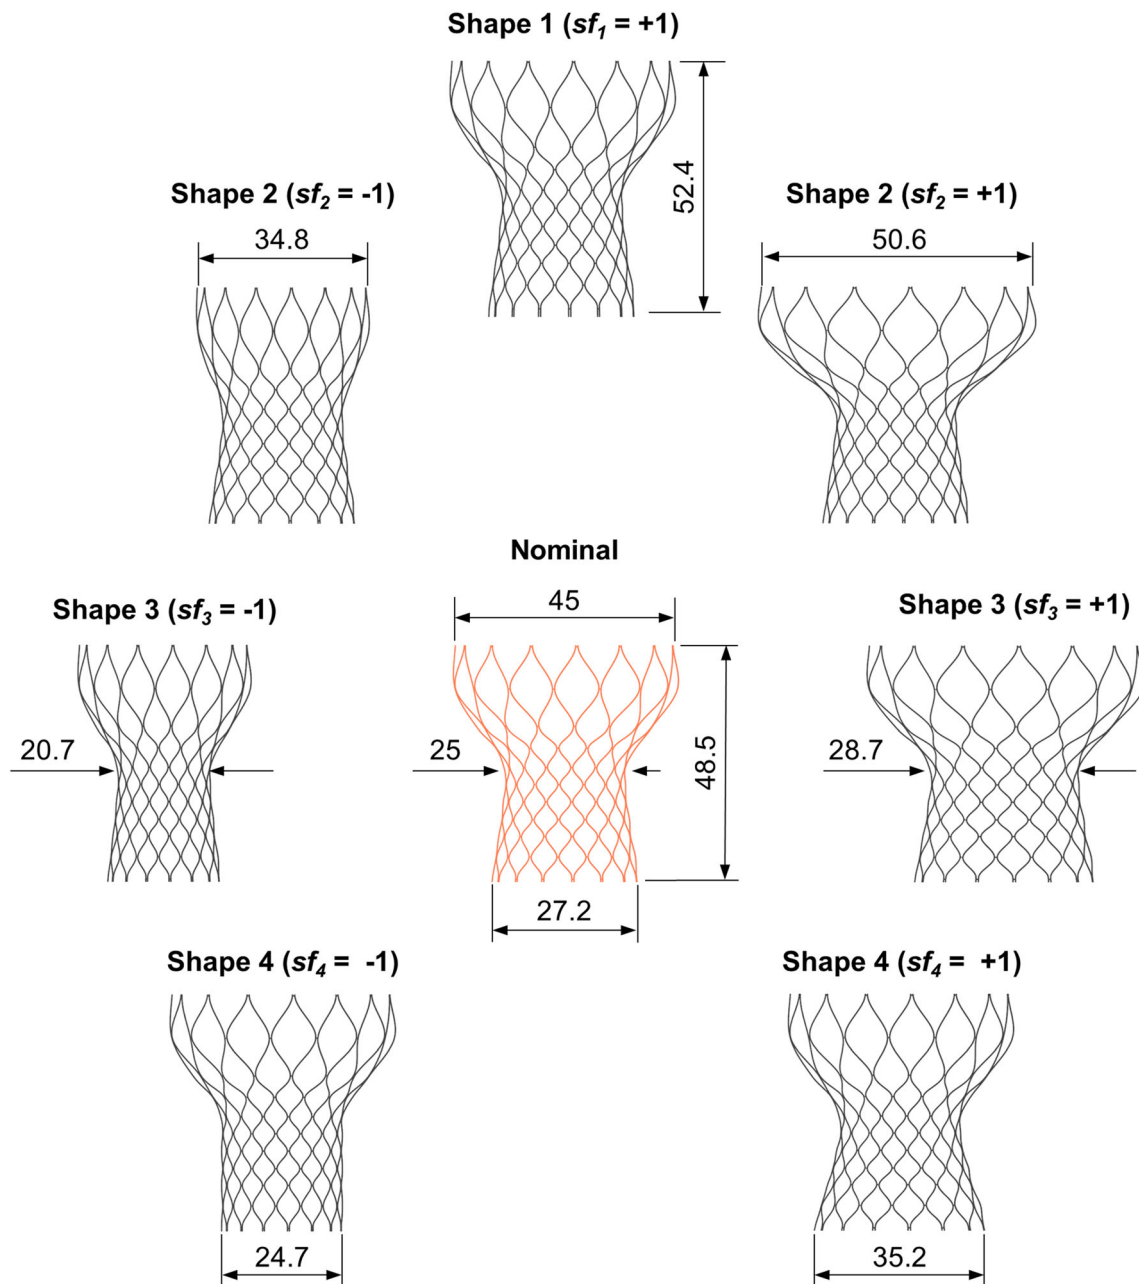 Shape 1 (sf₁ = +1)
52.4
Shape 2 (sf₂ = -1)
34.8
Shape 2 (sf₂ = +1)
50.6
Nominal
45
48.5
25
27.2
Shape 3 (sf₃ = -1)
20.7
Shape 3 (sf₃ = +1)
28.7
Shape 4 (sf₄ = -1)
24.7
Shape 4 (sf₄ = +1)
35.2